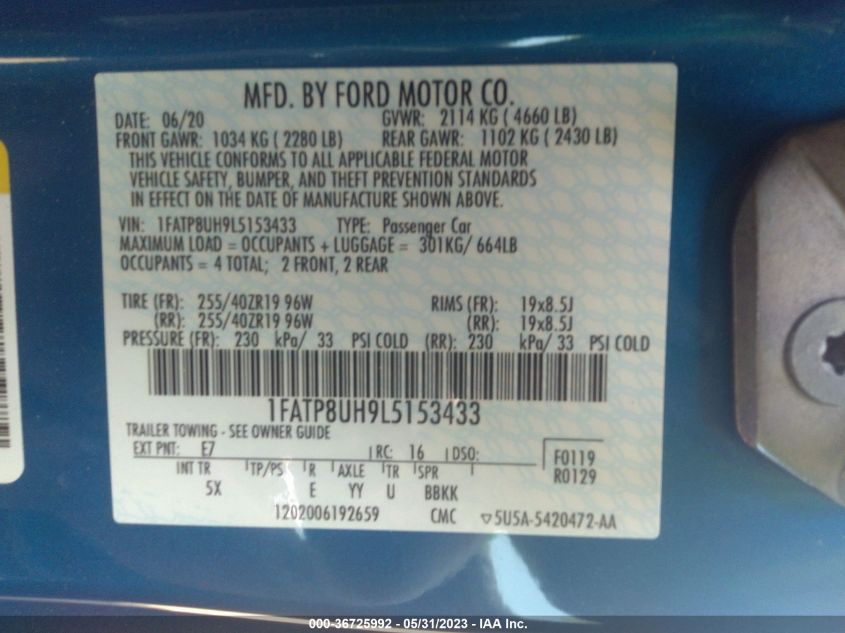 MFD. BY FORD MOTOR CO.
DATE: 06/20 GVWR: 2114 KG ( 4660 LB)
FRONT GAWR: 1034 KG ( 2280 LB) REAR GAWR: 1102 KG ( 2430 LB)
THIS VEHICLE CONFORMS TO ALL APPLICABLE FEDERAL MOTOR
VEHICLE SAFETY, BUMPER, AND THEFT PREVENTION STANDARDS
IN EFFECT ON THE DATE OF MANUFACTURE SHOWN ABOVE.
VIN: 1FATP8UH9L5153433 TYPE: Passenger Car
MAXIMUM LOAD = OCCUPANTS + LUGGAGE = 301KG/ 664LB
OCCUPANTS = 4 TOTAL; 2 FRONT, 2 REAR
TIRE (FR): 255/40ZR19 96W RIMS (FR): 19x8.5J
(RR): 255/40ZR19 96W (RR): 19x8.5J
PRESSURE (FR): 230 kPa/ 33 PSI COLD (RR): 230 kPa/ 33 PSI COLD
1FATP8UH9L5153433
TRAILER TOWING - SEE OWNER GUIDE
EXT PNT: E7 RC: 16 DSO: F0119
INT TR TP/PS R AXLE TR SPR R0129
5X E YY U BBKK
1202006192659 CMC ▽5U5A-5420472-AA
000-36725992 - 05/31/2023 - IAA Inc.